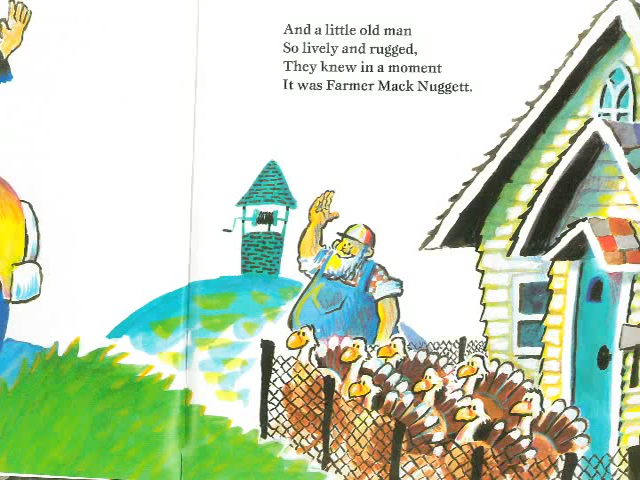 And a little old man
So lively and rugged,
They knew in a moment
It was Farmer Mack Nuggett.